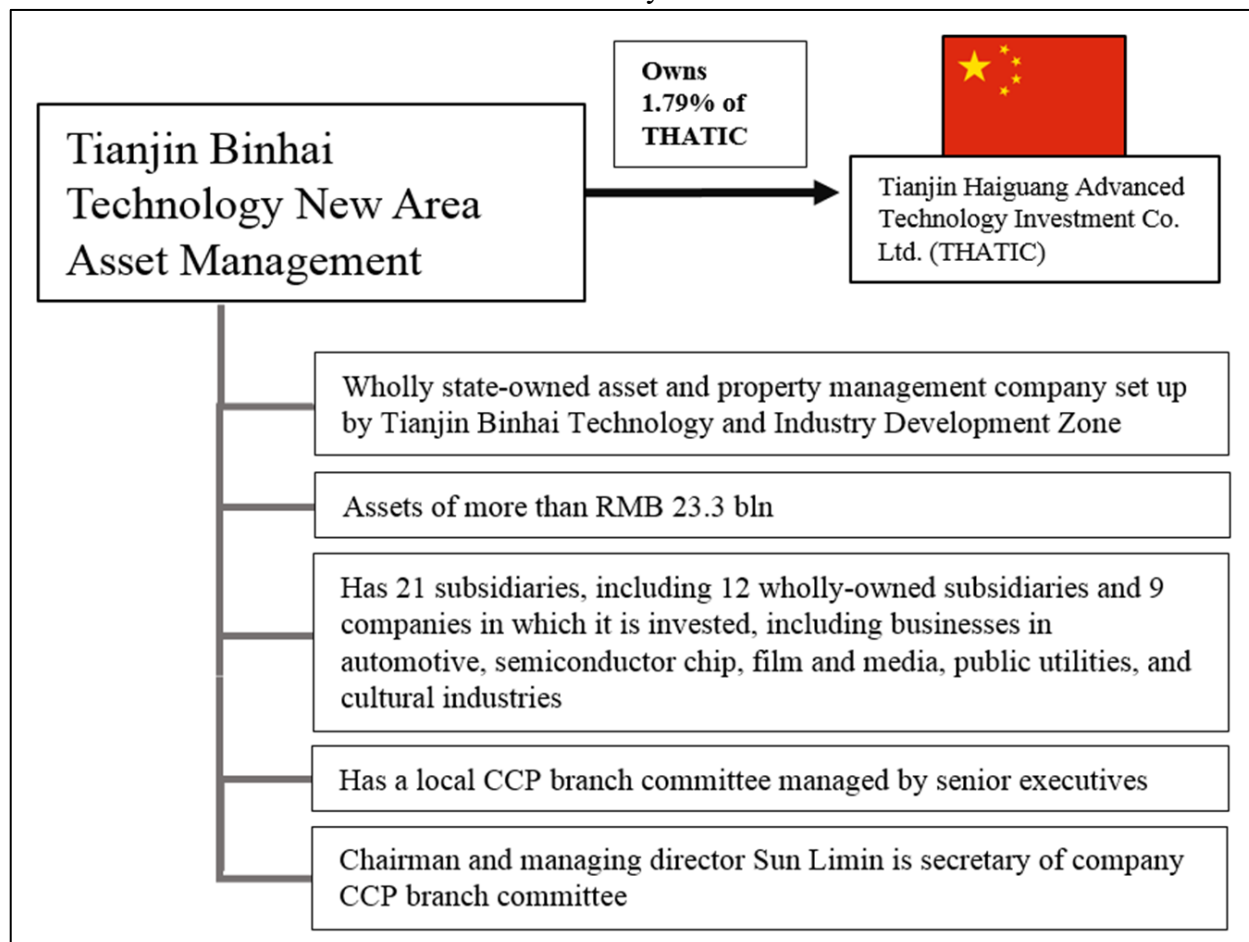 Tianjin Binhai
Technology New Area
Asset Management
Owns
1.79% of
THATIC
Tianjin Haiguang Advanced
Technology Investment Co.
Ltd. (THATIC)
Wholly state-owned asset and property management company set up
by Tianjin Binhai Technology and Industry Development Zone
Assets of more than RMB 23.3 bln
Has 21 subsidiaries, including 12 wholly-owned subsidiaries and 9
companies in which it is invested, including businesses in
automotive, semiconductor chip, film and media, public utilities, and
cultural industries
Has a local CCP branch committee managed by senior executives
Chairman and managing director Sun Limin is secretary of company
CCP branch committee